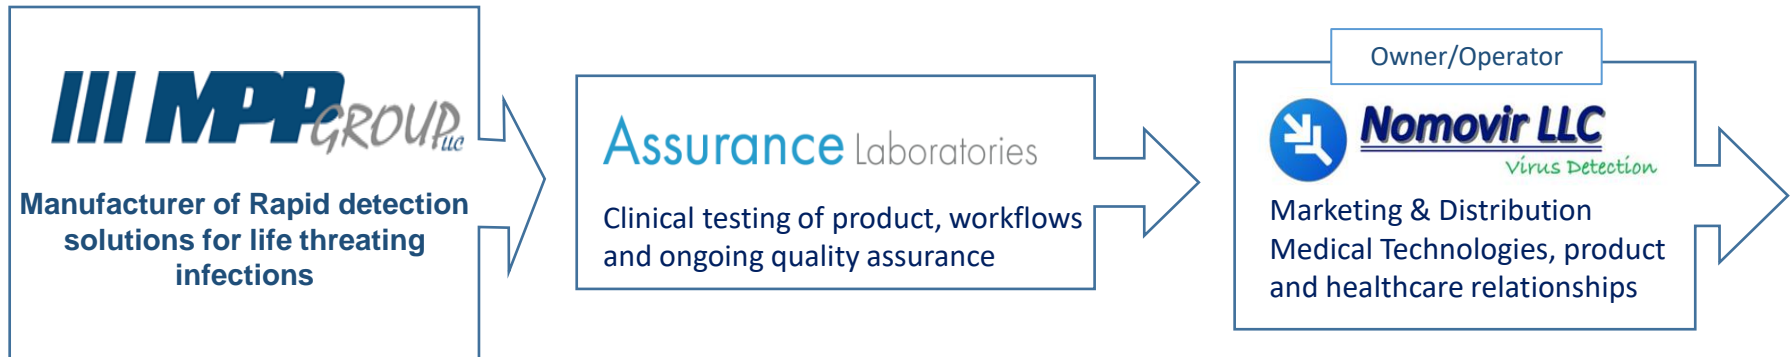 MPP GROUP LLC
Manufacturer of Rapid detection
solutions for life threating
infections
Assurance Laboratories
Clinical testing of product, workflows
and ongoing quality assurance
Owner/Operator
Nomovir LLC
Virus Detection
Marketing & Distribution
Medical Technologies, product
and healthcare relationships